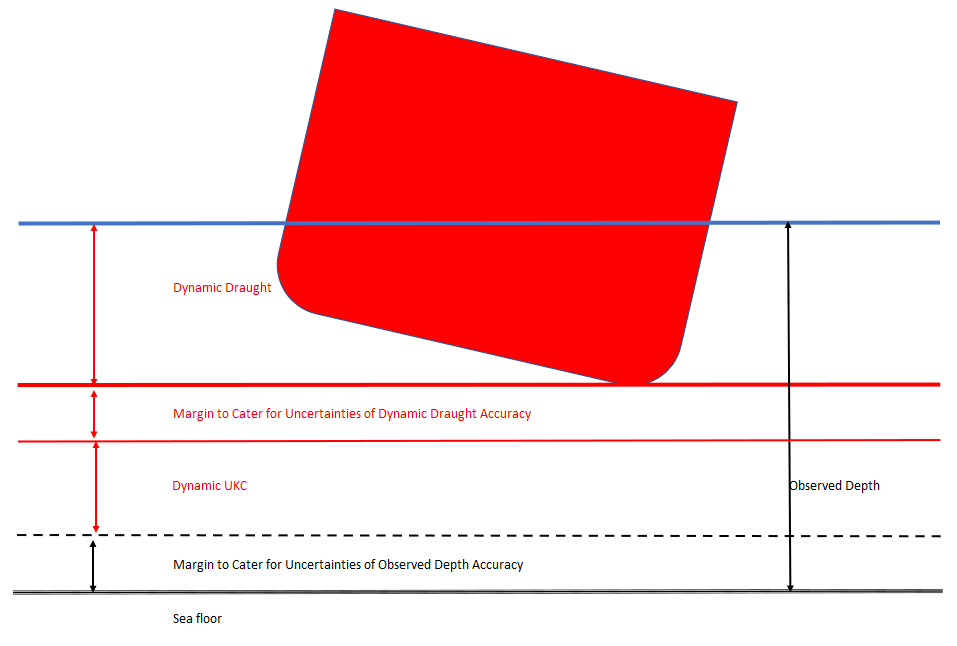 Dynamic Draught
Margin to Cater for Uncertainties of Dynamic Draught Accuracy
Dynamic UKC
Observed Depth
Margin to Cater for Uncertainties of Observed Depth Accuracy
Sea floor